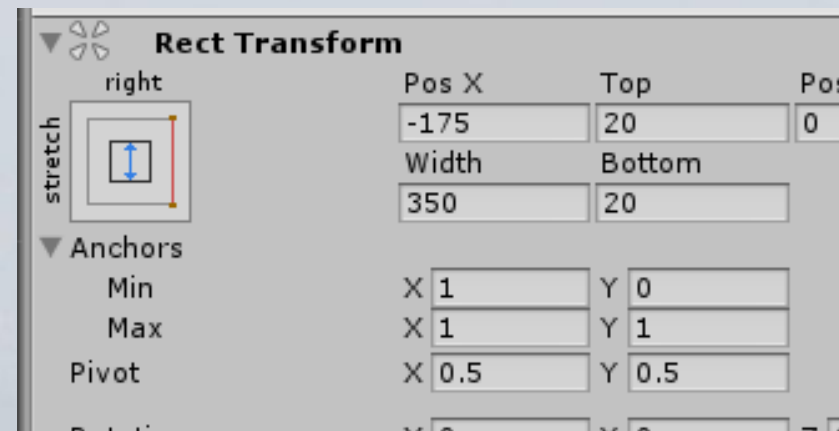 Rect Transform
right
Pos X Top
stretch
-175 20 0
Width Bottom
350 20
Anchors
Min X 1 Y 0
Max X 1 Y 1
Pivot X 0.5 Y 0.5